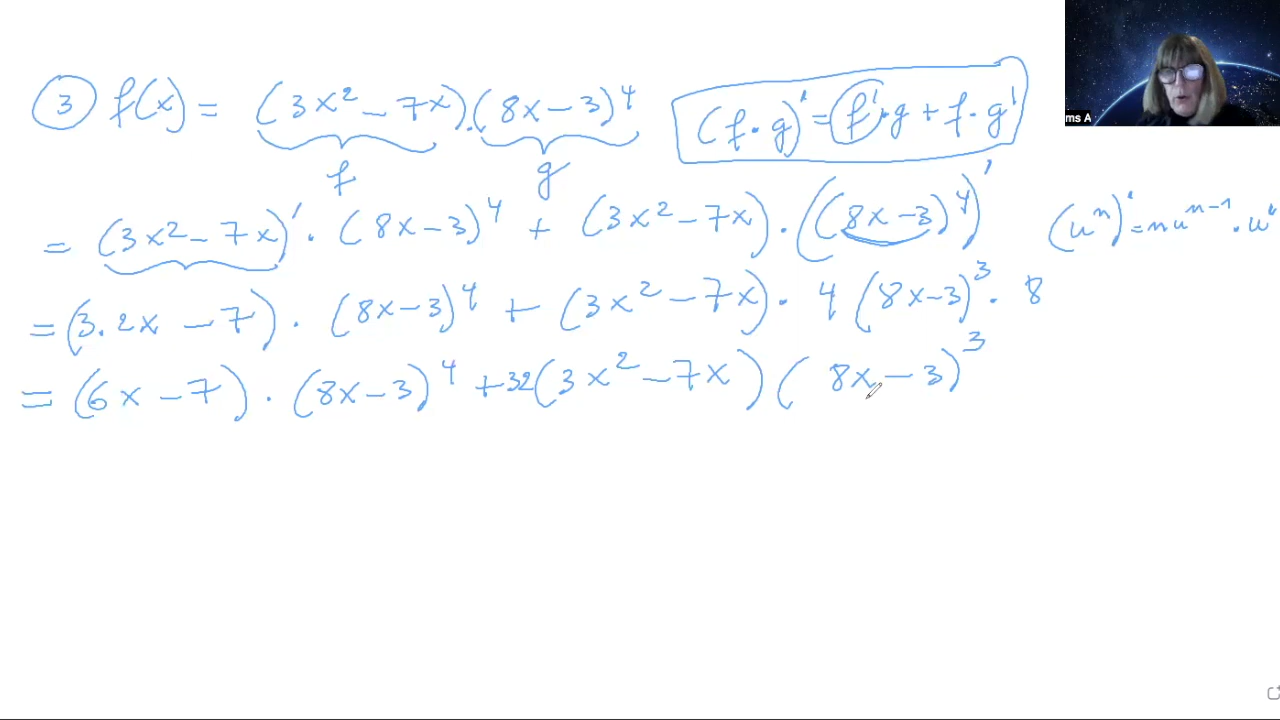 ③ f(x) = (3x² − 7x).(8x − 3)⁴
(f · g)' = f' · g + f · g'
f
g
= (3x² − 7x)' · (8x − 3)⁴ + (3x² − 7x) · ((8x − 3)⁴)'
(uⁿ)' = nuⁿ⁻¹ · u'
= (3.2x − 7) · (8x − 3)⁴ + (3x² − 7x) · 4 (8x − 3)³ · 8
= (6x − 7) · (8x − 3)⁴ + 32(3x² − 7x) (8x − 3)³
ms A